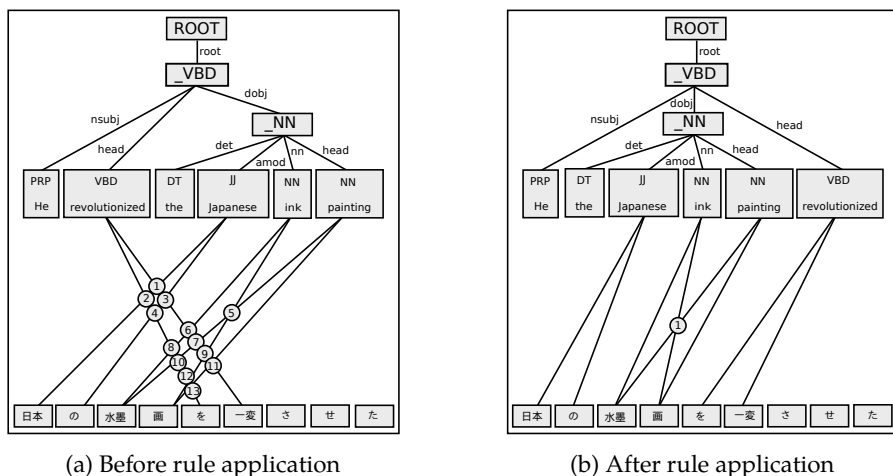 ROOT
root
_VBD
nsubj
head
dobj
_NN
det
amod
nn
head
PRP VBD DT JJ NN NN
He revolutionized the Japanese ink painting
1
2 3
4
5
6
7
8
9
10 11
12
13
日本 の 水墨 画 を 一変 さ せ た
(a) Before rule application
ROOT
root
_VBD
nsubj
dobj
head
_NN
det
amod
nn
head
PRP DT JJ NN NN VBD
He the Japanese ink painting revolutionized
1
日本 の 水墨 画 を 一変 さ せ た
(b) After rule application